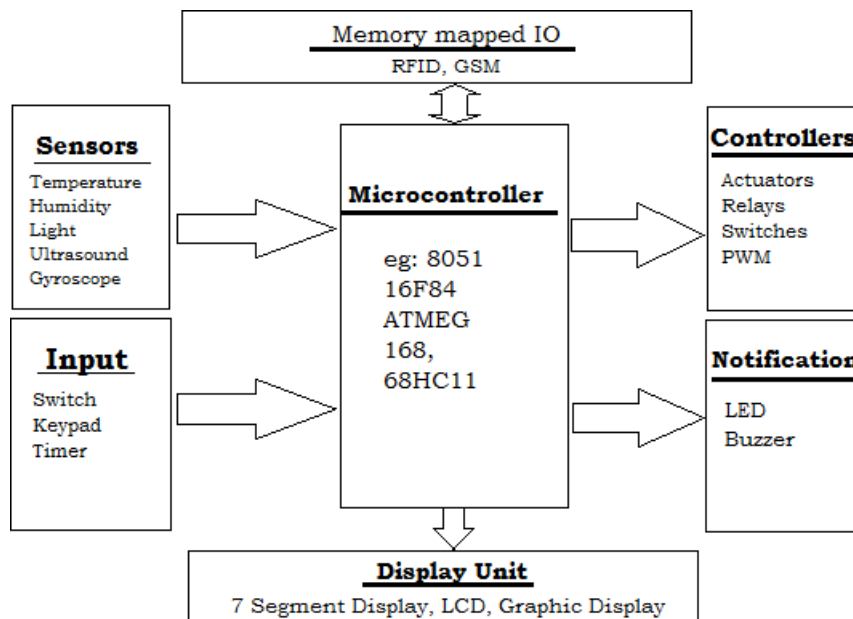 Memory mapped IO
RFID, GSM
Sensors
Temperature
Humidity
Light
Ultrasound
Gyroscope
Input
Switch
Keypad
Timer
Microcontroller
eg: 8051
16F84
ATMEG
168,
68HC11
Controllers
Actuators
Relays
Switches
PWM
Notification
LED
Buzzer
Display Unit
7 Segment Display, LCD, Graphic Display